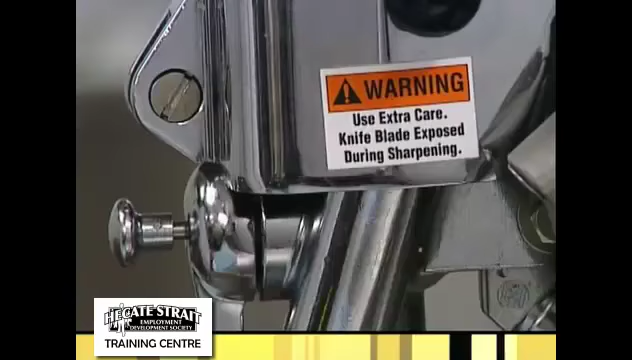 WARNING
Use Extra Care.
Knife Blade Exposed
During Sharpening.
HECATE STRAIT
EMPLOYMENT
DEVELOPMENT SOCIETY
TRAINING CENTRE